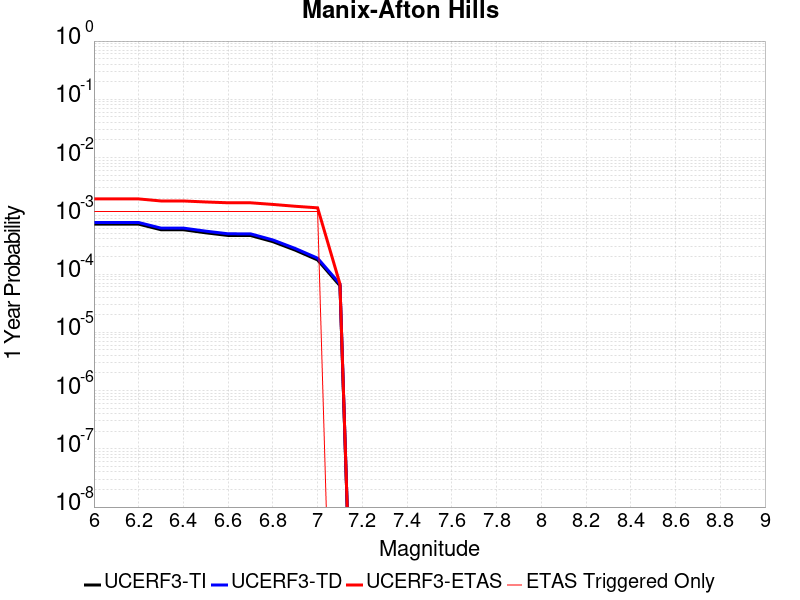 Manix-Afton Hills
10^0
10^-1
10^-2
10^-3
10^-4
10^-5
10^-6
10^-7
10^-8
1 Year Probability
6 6.2 6.4 6.6 6.8 7 7.2 7.4 7.6 7.8 8 8.2 8.4 8.6 8.8 9
Magnitude
UCERF3-TI UCERF3-TD UCERF3-ETAS ETAS Triggered Only